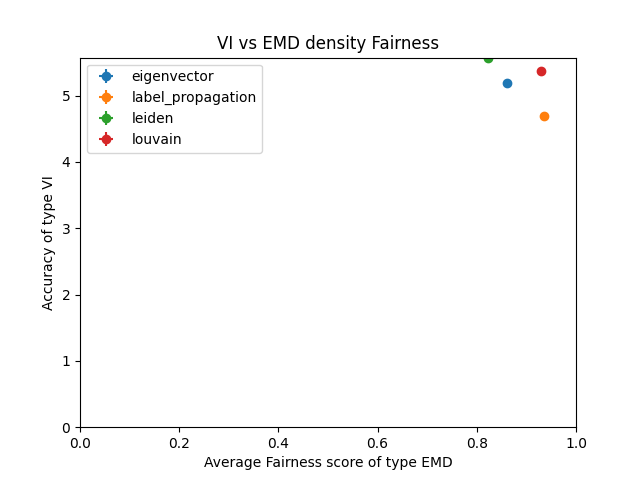 VI vs EMD density Fairness
eigenvector
label_propagation
leiden
louvain
Accuracy of type VI
5
4
3
2
1
0
0.0 0.2 0.4 0.6 0.8 1.0
Average Fairness score of type EMD